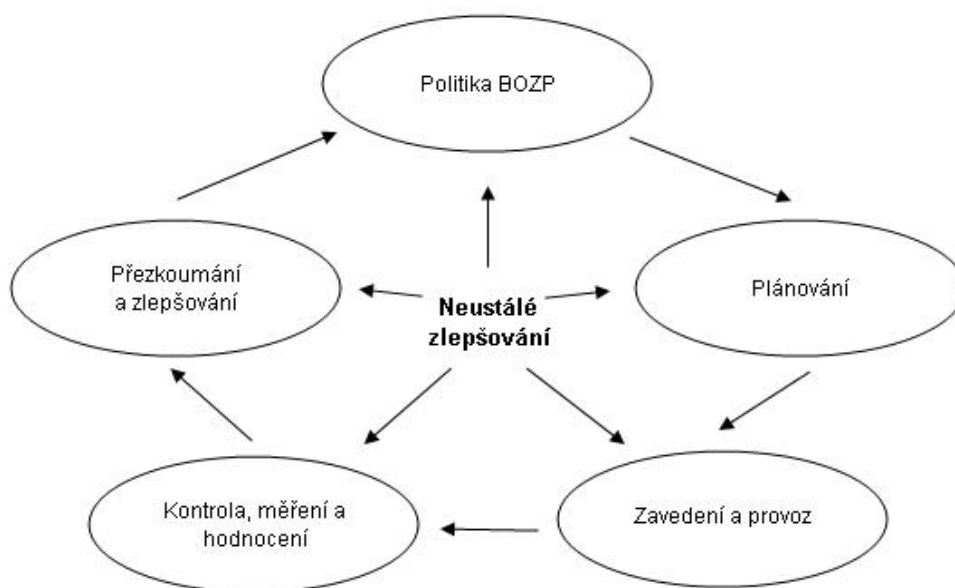 Politika BOZP
Přezkoumání
a zlepšování
Plánování
Neustálé
zlepšování
Kontrola, měření a
hodnocení
Zavedení a provoz